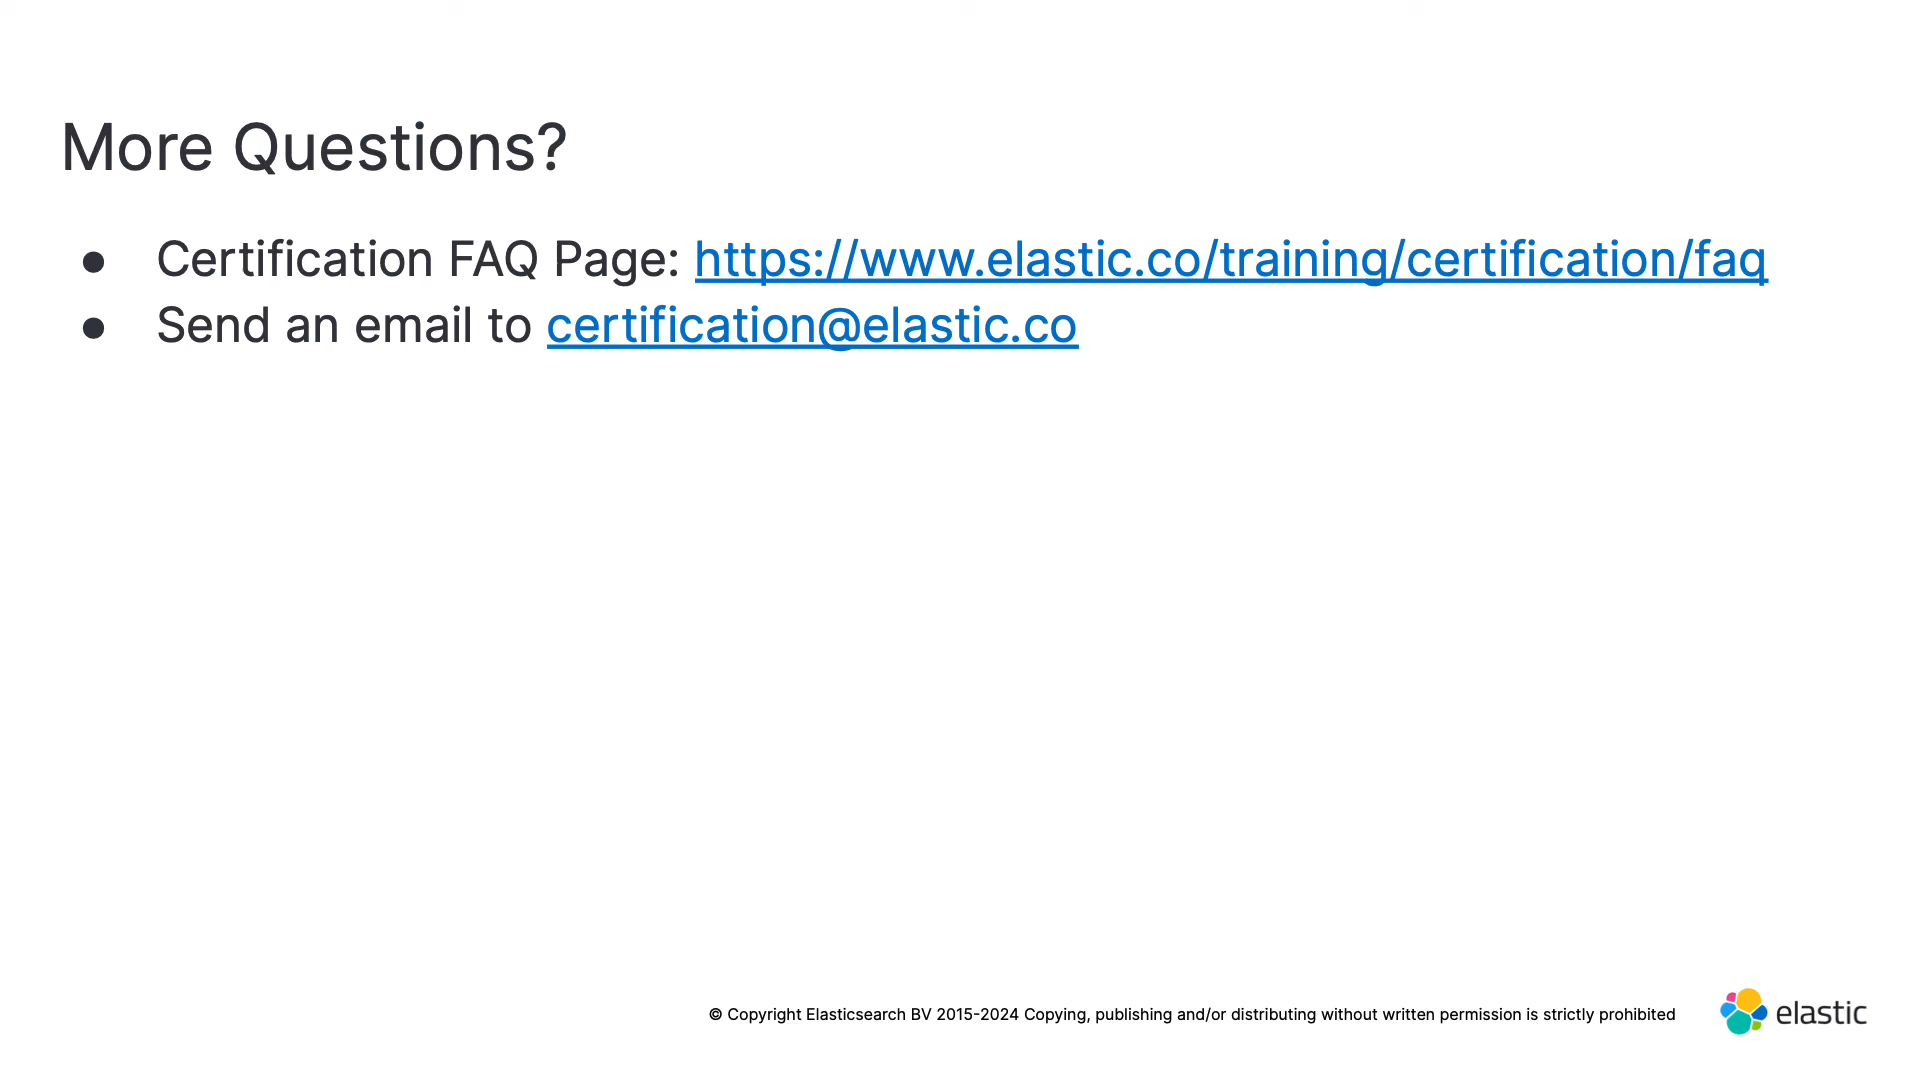 More Questions?
● Certification FAQ Page: https://www.elastic.co/training/certification/faq
● Send an email to certification@elastic.co
© Copyright Elasticsearch BV 2015-2024 Copying, publishing and/or distributing without written permission is strictly prohibited
elastic